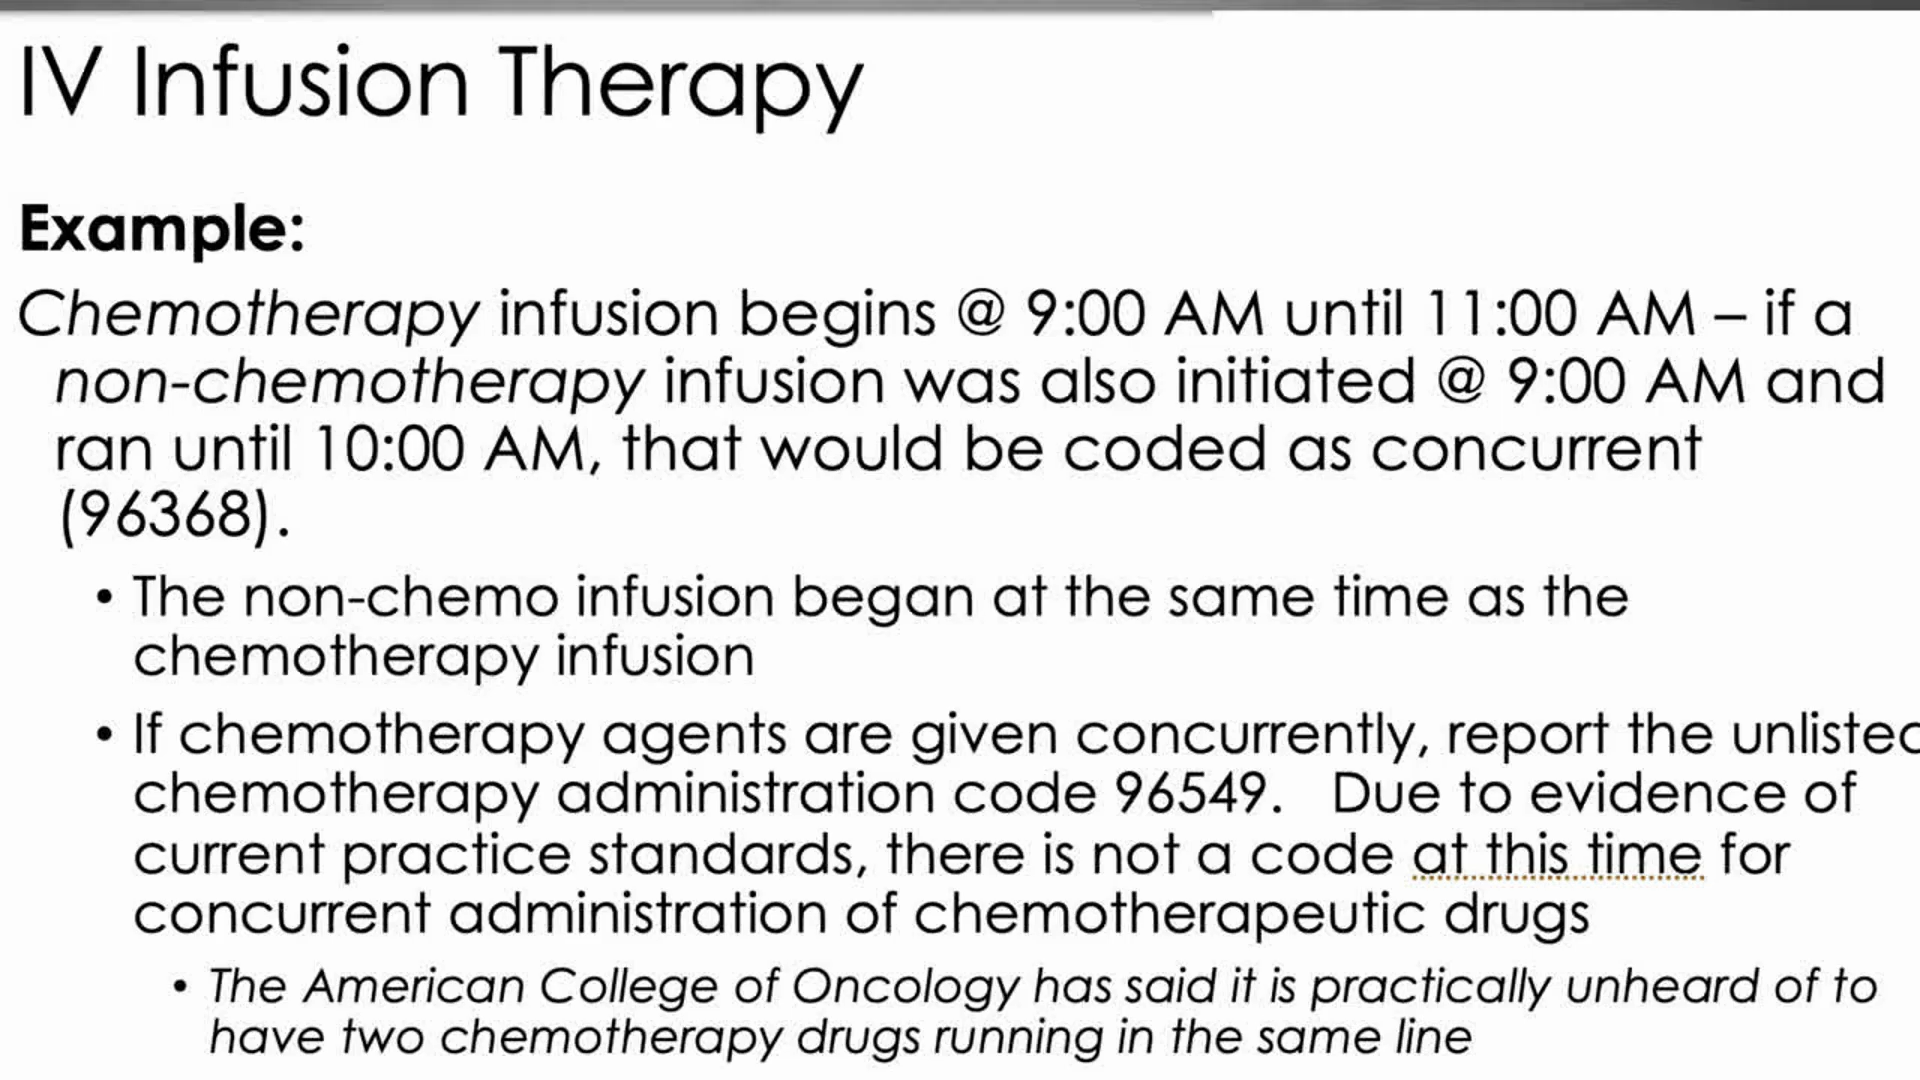 IV Infusion Therapy
Example:
Chemotherapy infusion begins @ 9:00 AM until 11:00 AM – if a
non-chemotherapy infusion was also initiated @ 9:00 AM and
ran until 10:00 AM, that would be coded as concurrent
(96368).
• The non-chemo infusion began at the same time as the
chemotherapy infusion
• If chemotherapy agents are given concurrently, report the unlisted
chemotherapy administration code 96549.   Due to evidence of
current practice standards, there is not a code at this time for
concurrent administration of chemotherapeutic drugs
• The American College of Oncology has said it is practically unheard of to
have two chemotherapy drugs running in the same line